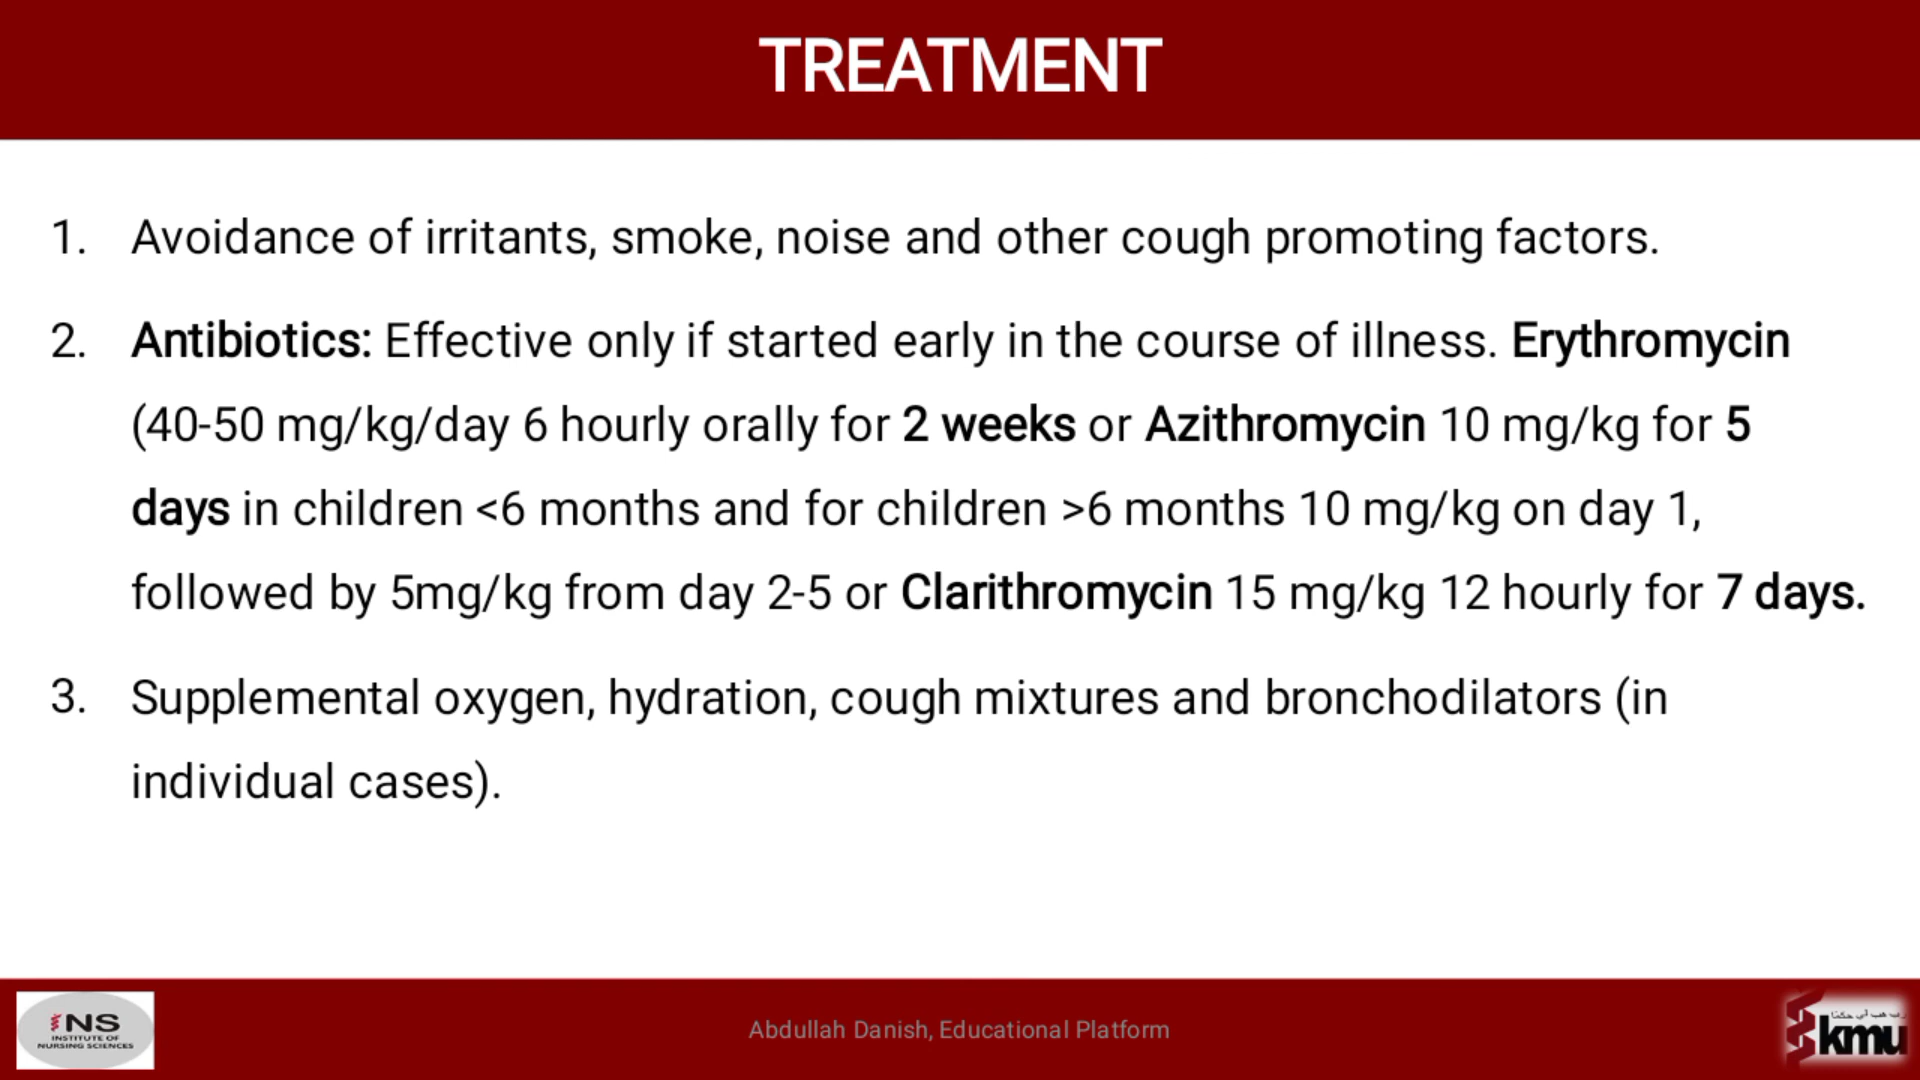 TREATMENT
1. Avoidance of irritants, smoke, noise and other cough promoting factors.
2. Antibiotics: Effective only if started early in the course of illness. Erythromycin
(40-50 mg/kg/day 6 hourly orally for 2 weeks or Azithromycin 10 mg/kg for 5
days in children <6 months and for children >6 months 10 mg/kg on day 1,
followed by 5mg/kg from day 2-5 or Clarithromycin 15 mg/kg 12 hourly for 7 days.
3. Supplemental oxygen, hydration, cough mixtures and bronchodilators (in
individual cases).
iNS
INSTITUTE OF
NURSING SCIENCES
Abdullah Danish, Educational Platform
kmu